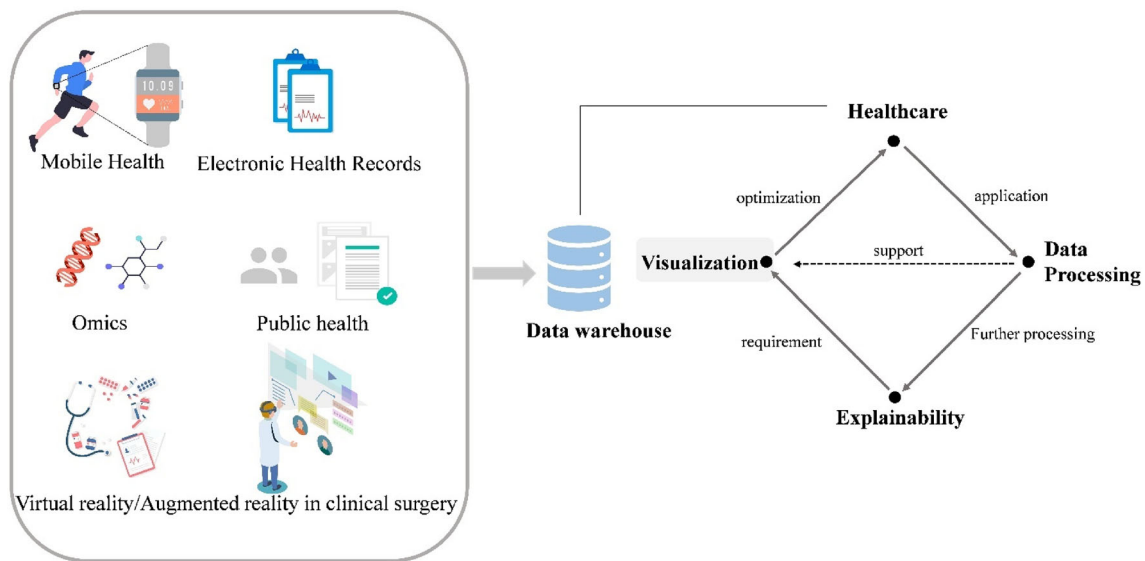 10.09
Mobile Health
Electronic Health Records
Omics
Public health
Virtual reality/Augmented reality in clinical surgery
Data warehouse
Healthcare
optimization
application
Visualization
support
Data
Processing
requirement
Further processing
Explainability